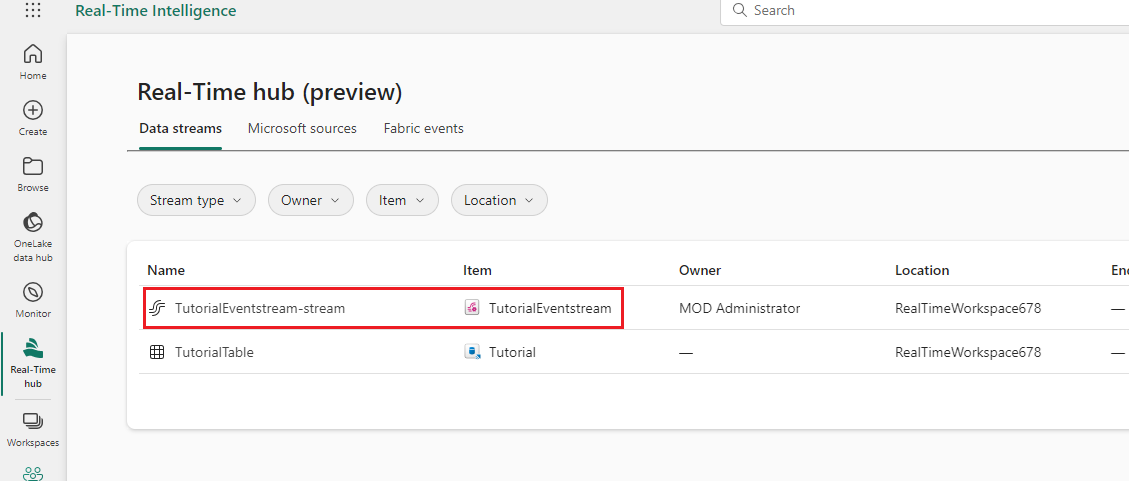 Real-Time Intelligence
Search
Home
Create
Browse
OneLake
data hub
Monitor
Real-Time
hub
Workspaces
Real-Time hub (preview)
Data streams Microsoft sources Fabric events
Stream type Owner Item Location
Name Item Owner Location En
TutorialEventstream-stream TutorialEventstream MOD Administrator RealTimeWorkspace678 —
TutorialTable Tutorial — RealTimeWorkspace678 —